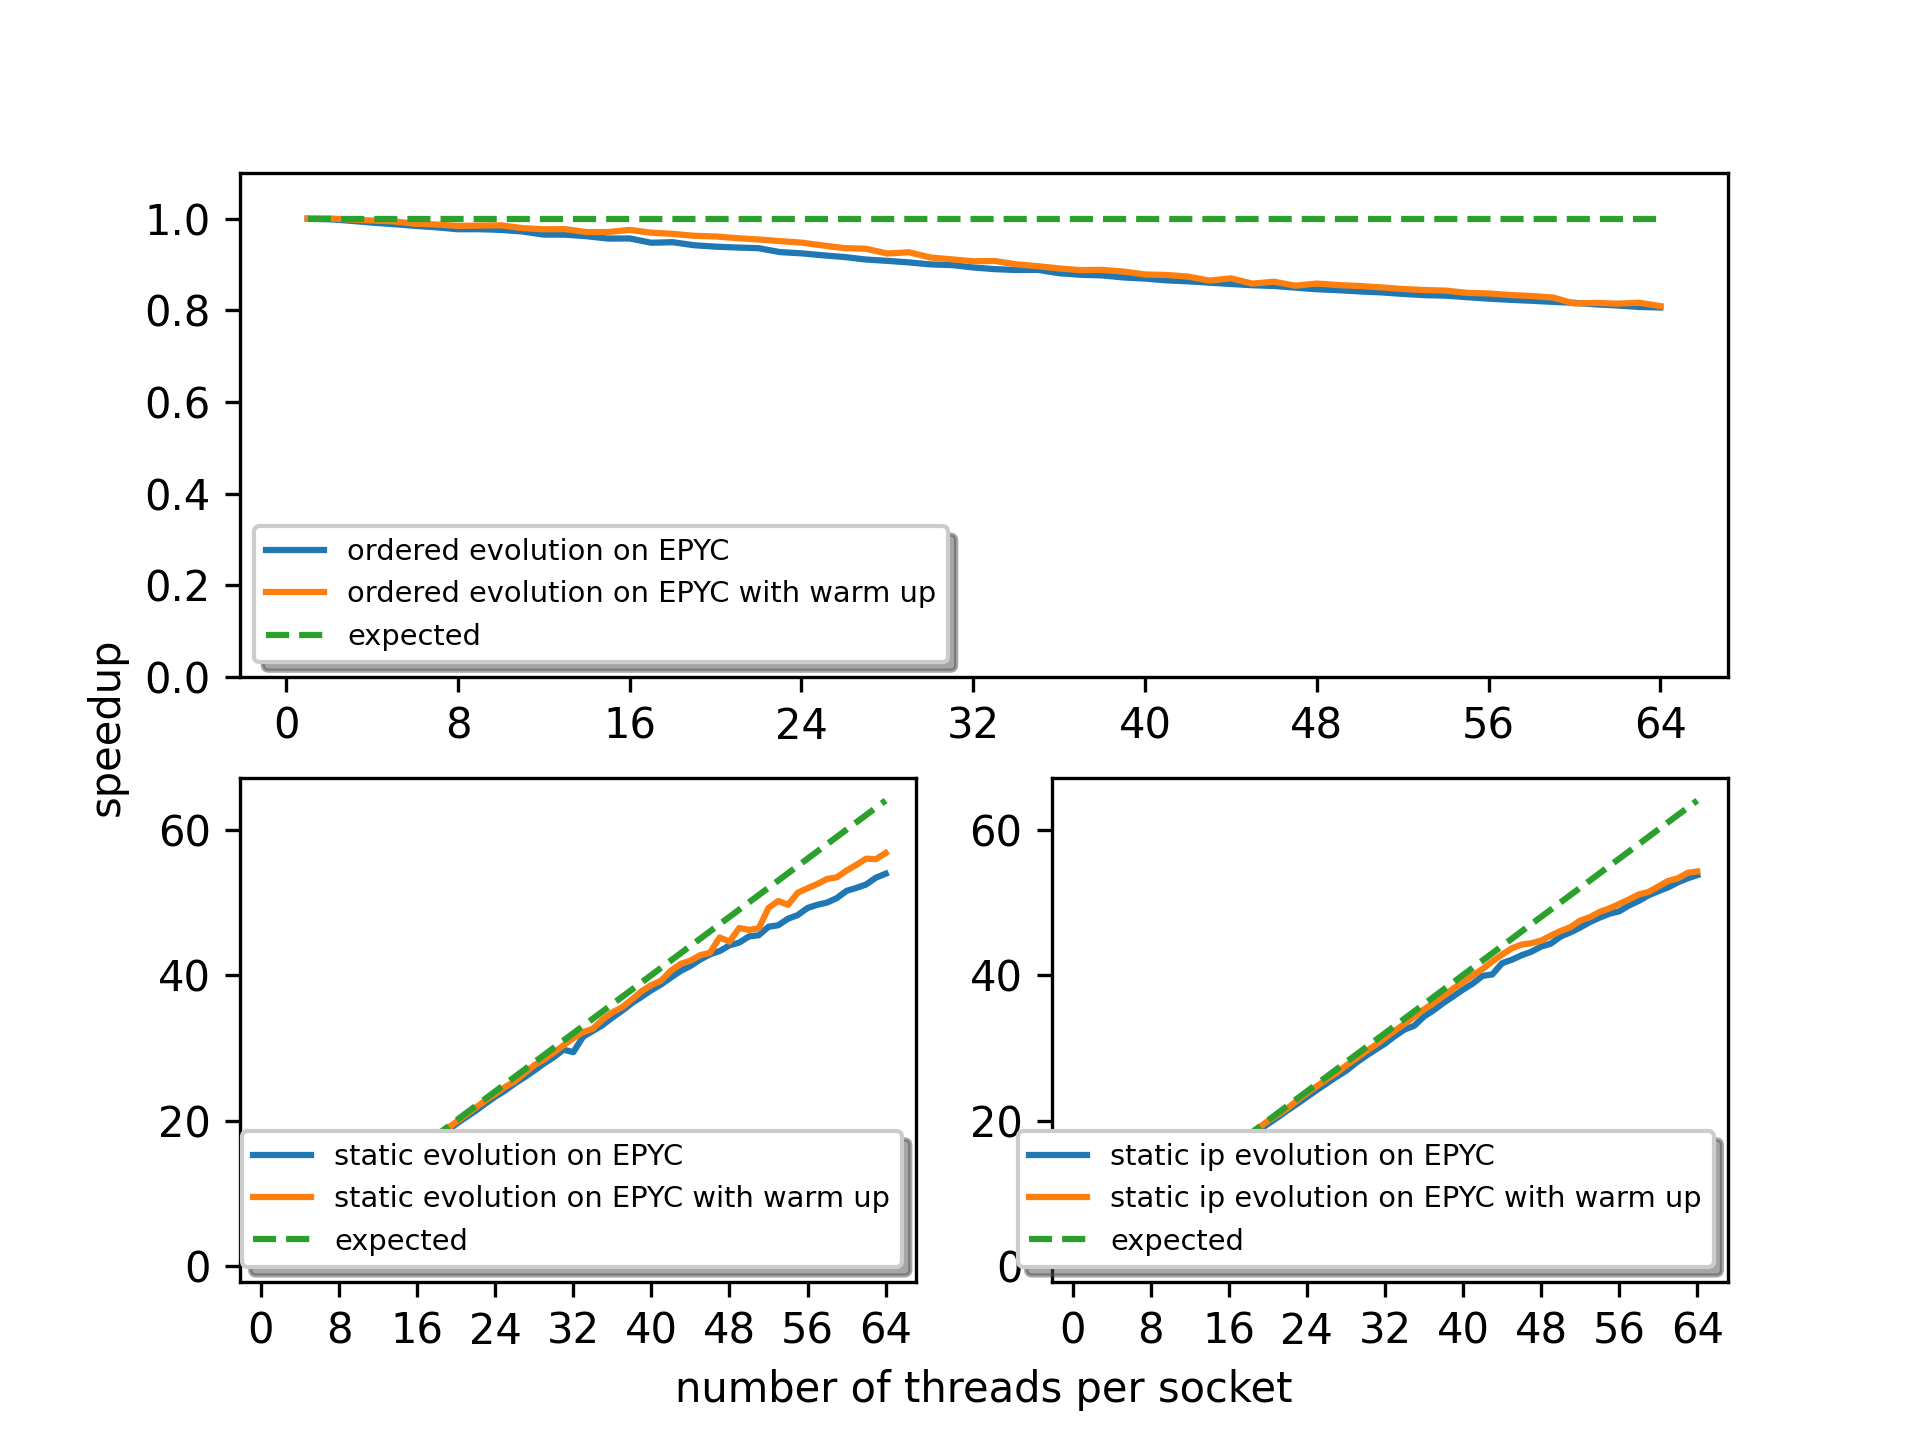 speedup
1.0
0.8
0.6
0.4
0.2
0.0
ordered evolution on EPYC
ordered evolution on EPYC with warm up
expected
0 8 16 24 32 40 48 56 64
60
40
20
0
static evolution on EPYC
static evolution on EPYC with warm up
expected
0 8 16 24 32 40 48 56 64
60
40
20
0
static ip evolution on EPYC
static ip evolution on EPYC with warm up
expected
0 8 16 24 32 40 48 56 64
number of threads per socket